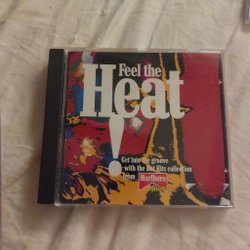 Feel the
Heat
!
Get into the groove
with the Hot Hits collection
from Marlboro